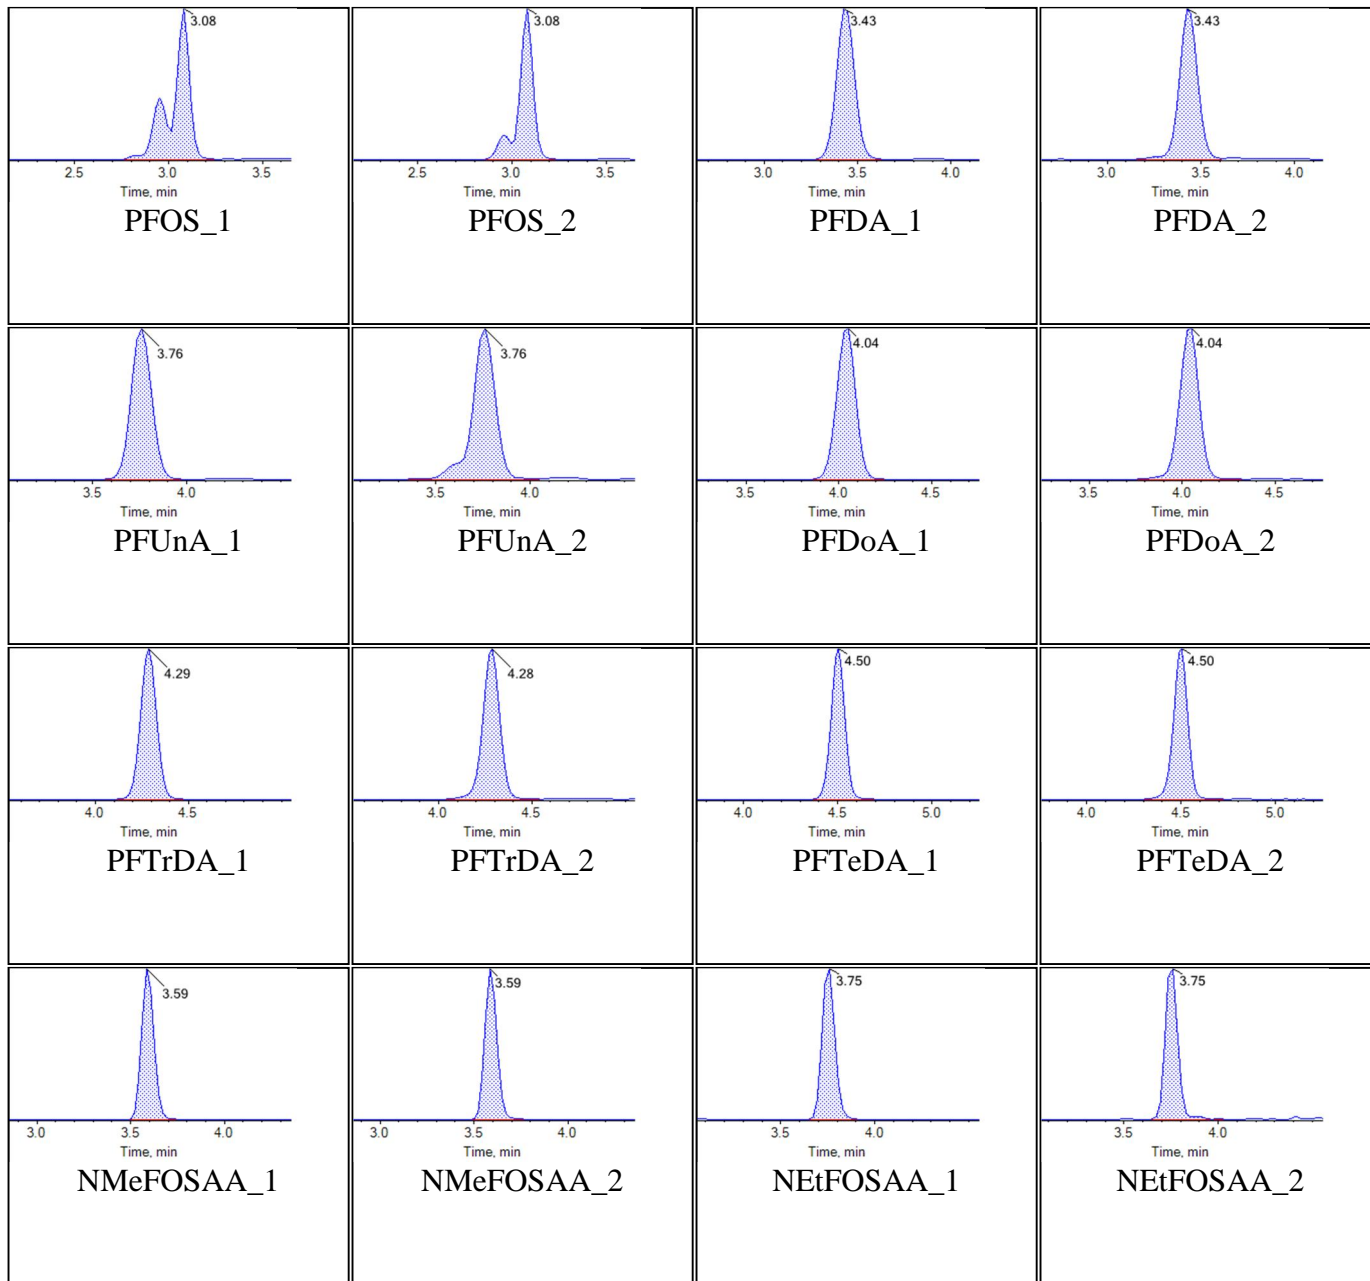 3.08
2.5 3.0 3.5
Time, min
PFOS_1
3.08
2.5 3.0 3.5
Time, min
PFOS_2
3.43
3.0 3.5 4.0
Time, min
PFDA_1
3.43
3.0 3.5 4.0
Time, min
PFDA_2
3.76
3.5 4.0
Time, min
PFUnA_1
3.76
3.5 4.0
Time, min
PFUnA_2
4.04
3.5 4.0 4.5
Time, min
PFDoA_1
4.04
3.5 4.0 4.5
Time, min
PFDoA_2
4.29
4.0 4.5
Time, min
PFTrDA_1
4.28
4.0 4.5
Time, min
PFTrDA_2
4.50
4.0 4.5 5.0
Time, min
PFTeDA_1
4.50
4.0 4.5 5.0
Time, min
PFTeDA_2
3.59
3.0 3.5 4.0
Time, min
NMeFOSAA_1
3.59
3.0 3.5 4.0
Time, min
NMeFOSAA_2
3.75
3.5 4.0
Time, min
NEtFOSAA_1
3.75
3.5 4.0
Time, min
NEtFOSAA_2